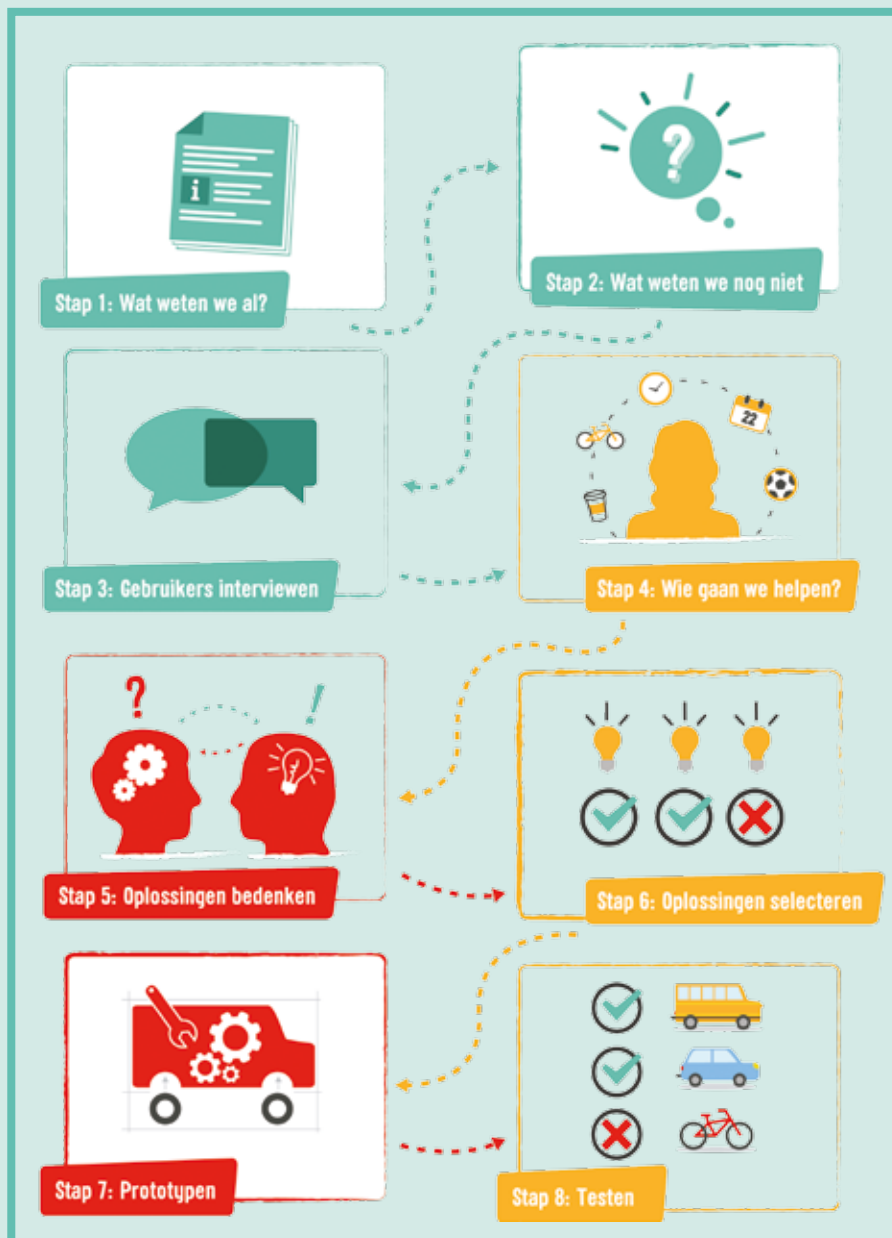 i
?
Stap 1: Wat weten we al?
Stap 2: Wat weten we nog niet
22
Stap 3: Gebruikers interviewen
Stap 4: Wie gaan we helpen?
? !
Stap 5: Oplossingen bedenken
Stap 6: Oplossingen selecteren
Stap 7: Prototypen
Stap 8: Testen